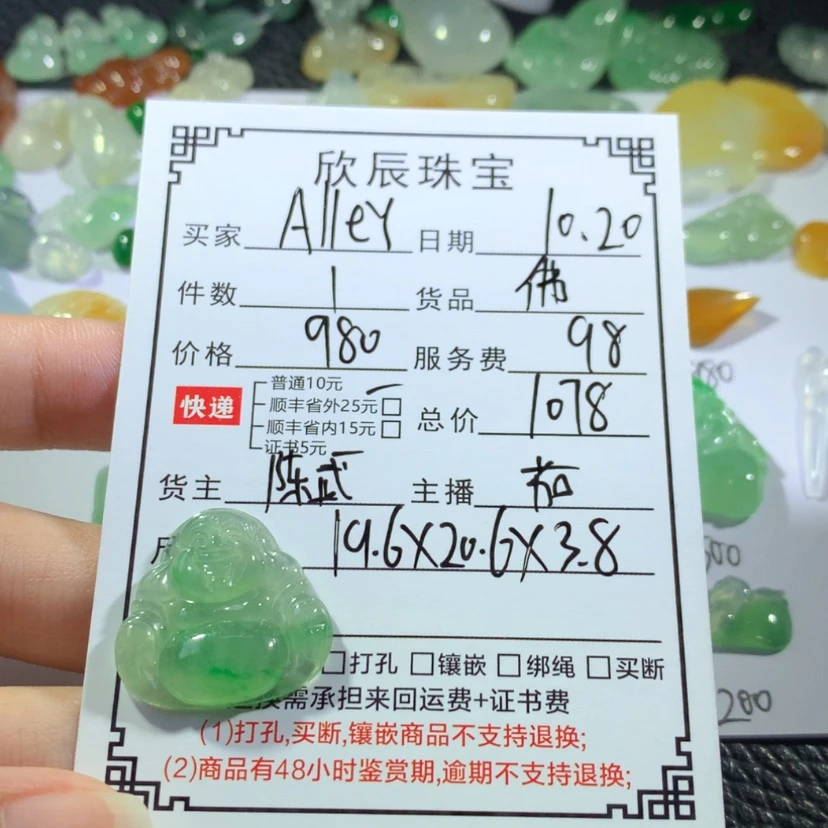 欣辰珠宝
买家 Alley 日期 10.20
件数 1 货品 佛
价格 980 服务费 98
快递
普通10元
顺丰省外25元
顺丰省内15元
证书5元
总价 1078
货主 陈武 主播
19.6X20.6X3.8
打孔 镶嵌 绑绳 买断
需承担来回运费+证书费
(1)打孔,买断,镶嵌商品不支持退换;
(2)商品有48小时鉴赏期,逾期不支持退换;
200